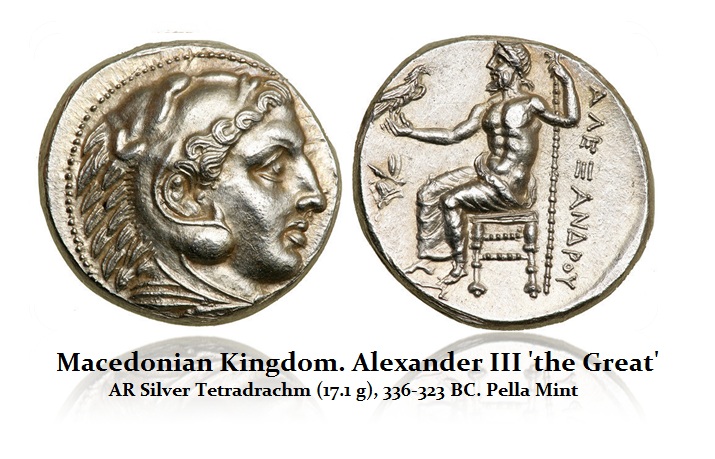 ΑΛΕΞΑΝΔΡΟΥ
Macedonian Kingdom. Alexander III 'the Great'
AR Silver Tetradrachm (17.1 g), 336-323 BC. Pella Mint